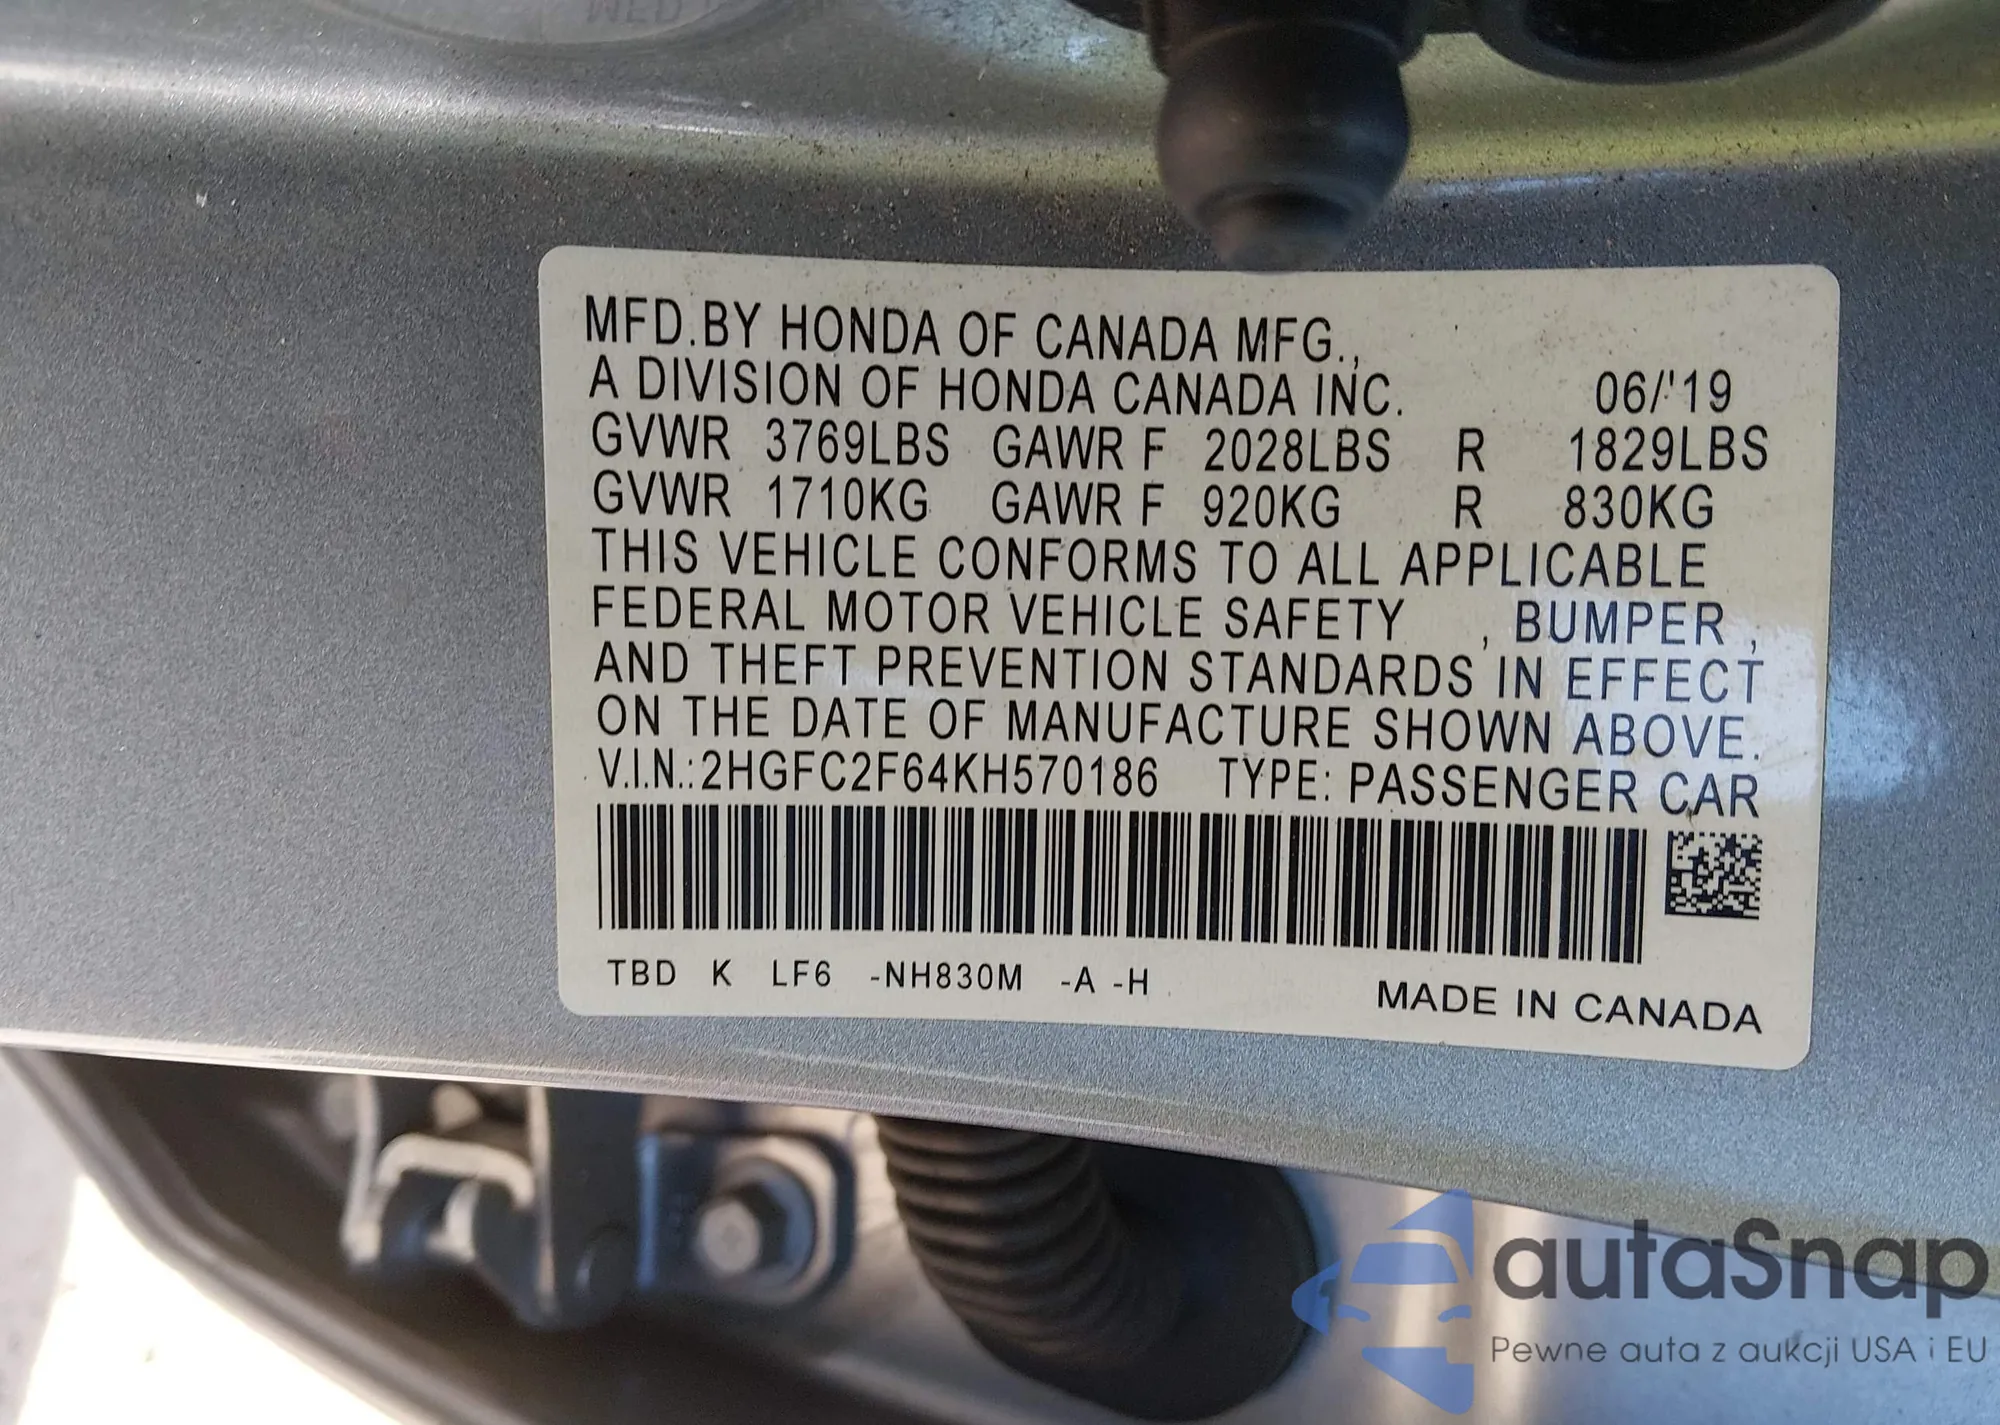 MFD.BY HONDA OF CANADA MFG.,
A DIVISION OF HONDA CANADA INC. 06/'19
GVWR 3769LBS GAWR F 2028LBS R 1829LBS
GVWR 1710KG GAWR F 920KG R 830KG
THIS VEHICLE CONFORMS TO ALL APPLICABLE
FEDERAL MOTOR VEHICLE SAFETY , BUMPER ,
AND THEFT PREVENTION STANDARDS IN EFFECT
ON THE DATE OF MANUFACTURE SHOWN ABOVE.
V.I.N.:2HGFC2F64KH570186 TYPE: PASSENGER CAR
TBD K LF6 -NH830M -A -H
MADE IN CANADA
autaSnap
Pewne auta z aukcji USA i EU